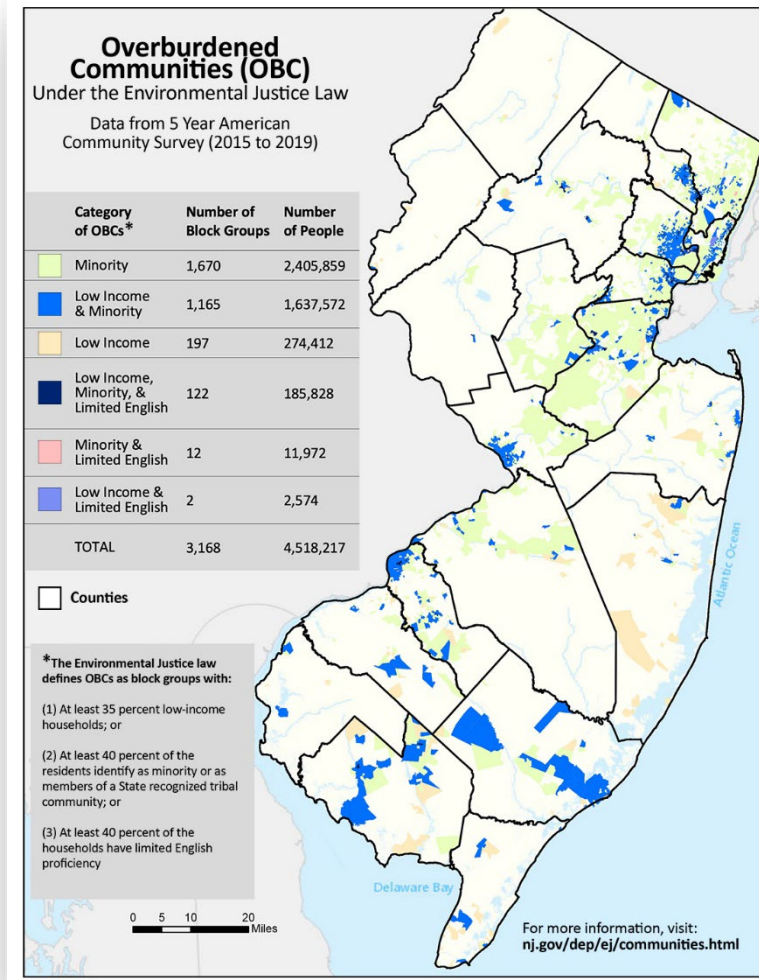 Overburdened
Communities (OBC)
Under the Environmental Justice Law
Data from 5 Year American
Community Survey (2015 to 2019)
Category
of OBCs*
Number of
Block Groups
Number
of People
Minority 1,670 2,405,859
Low Income
& Minority 1,165 1,637,572
Low Income 197 274,412
Low Income,
Minority, & 122 185,828
Limited English
Minority &
Limited English 12 11,972
Low Income &
Limited English 2 2,574
TOTAL 3,168 4,518,217
Counties
*The Environmental Justice law
defines OBCs as block groups with:
(1) At least 35 percent low-income
households; or
(2) At least 40 percent of the
residents identify as minority or as
members of a State recognized tribal
community; or
(3) At least 40 percent of the
households have limited English
proficiency
Atlantic Ocean
Delaware Bay
0 5 10 20
Miles
For more information, visit:
nj.gov/dep/ej/communities.html